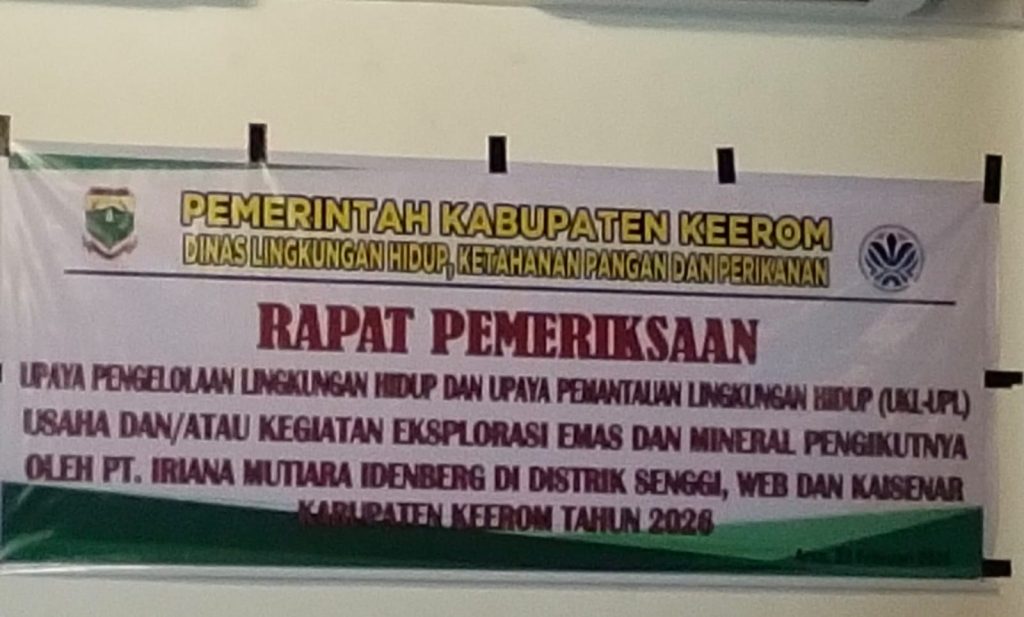 PEMERINTAH KABUPATEN KEEROM
DINAS LINGKUNGAN HIDUP, KETAHANAN PANGAN DAN PERIKANAN
RAPAT PEMERIKSAAN
UPAYA PENGELOLAAN LINGKUNGAN HIDUP DAN UPAYA PEMANTAUAN LINGKUNGAN HIDUP (UKL-UPL)
USAHA DAN/ATAU KEGIATAN EKSPLORASI EMAS DAN MINERAL PENGIKUTNYA
OLEH PT. IRIANA MUTIARA IDENBERG DI DISTRIK SENGGI, WEB DAN KAISENAR
KABUPATEN KEEROM TAHUN 2026